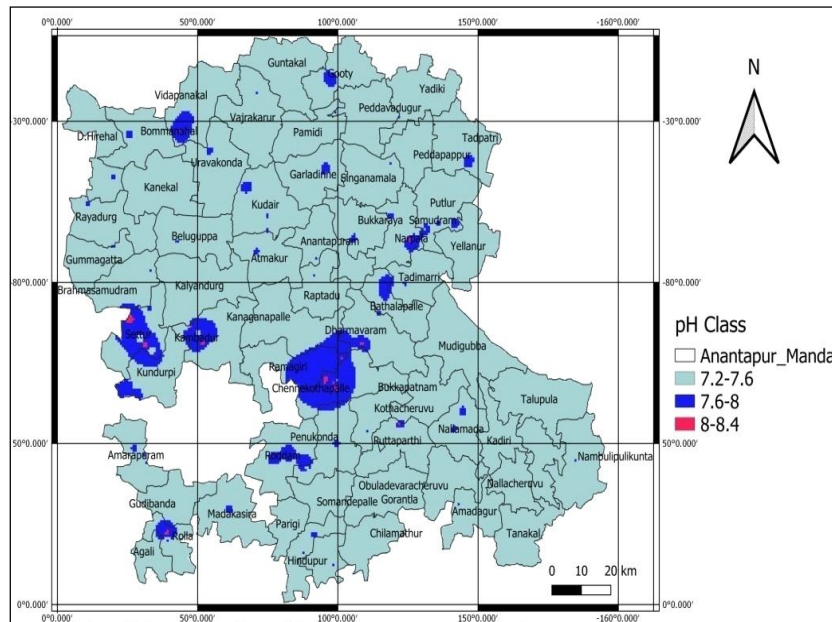 0°0.000' 50°0.000' 100°0.000' 150°0.000' -160°0.000'
Guntakal
Gooty
Yadiki
Vidapanakal
Peddavadugur
Vajrakarur
-30°0.000' -30°0.000'
Bommanahal
Pamidi
Tadpatri
D.Hirehal
Uravakonda
Peddapappur
Garladinne
Singanamala
Kanekal
Kudair
Putlur
Rayadurg
Bukkaraya
Samudram
Beluguppa
Anantapuram
Narpala
Yellanur
Gummagatta
Atmakur
Tadimarri
-80°0.000' -80°0.000'
Brahmasamudram
Kalyandurg
Raptadu
Bathalapalle
Kanaganapalle
Settur
Kambadur
Dharmavaram
Mudigubba
Kundurpi
Ramagiri
Chennekothapalle
Bukkapatnam
Talupula
Kothacheruvu
Penukonda
Nallamada
50°0.000' 50°0.000'
Ruttaparthi
Kadiri
Amarapuram
Roddam
Nambulipulikunta
Obuladevaracheruvu
Nallacheruvu
Gudibanda
Somandepalle
Gorantla
Madakasira
Parigi
Amadagur
Rolla
Chilamathur
Tanakal
Agali
Hindupur
0°0.000' 0°0.000'
0°0.000' 50°0.000' 100°0.000' 150°0.000' -160°0.000'
0 10 20 km
N
pH Class
Anantapur_Manda
7.2-7.6
7.6-8
8-8.4